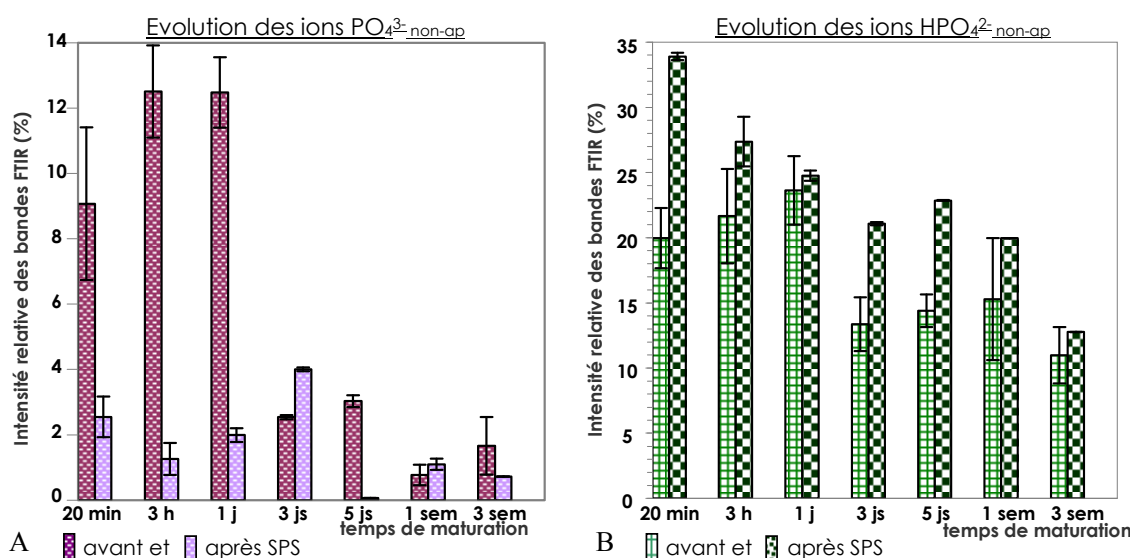 Evolution des ions PO₄³⁻ non-ap
Intensité relative des bandes FTIR (%)
14
12
10
8
6
4
2
0
20 min 3 h 1 j 3 js 5 js 1 sem 3 sem
temps de maturation
A avant et après SPS
Evolution des ions HPO₄²⁻ non-ap
Intensité relative des bandes FTIR (%)
35
30
25
20
15
10
5
0
20 min 3 h 1 j 3 js 5 js 1 sem 3 sem
temps de maturation
B avant et après SPS